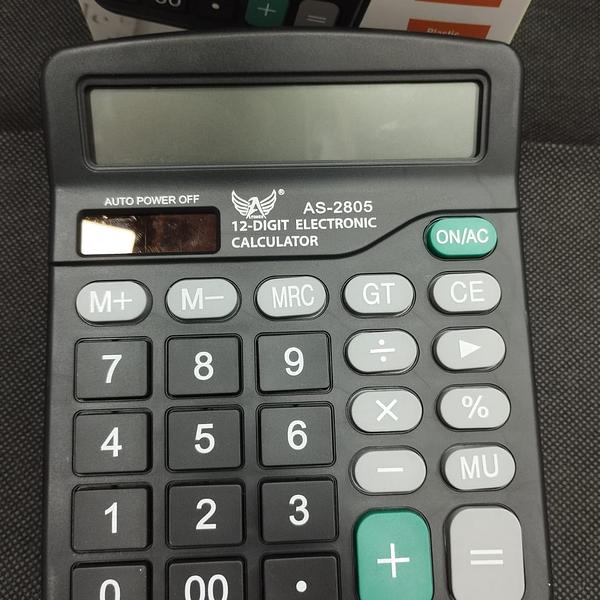 Plastic
AUTO POWER OFF
®
AS-2805
12-DIGIT ELECTRONIC
CALCULATOR
ON/AC
M+ M− MRC GT CE
7 8 9 ÷ ▶
4 5 6 × %
1 2 3 − MU
0 00 • + =